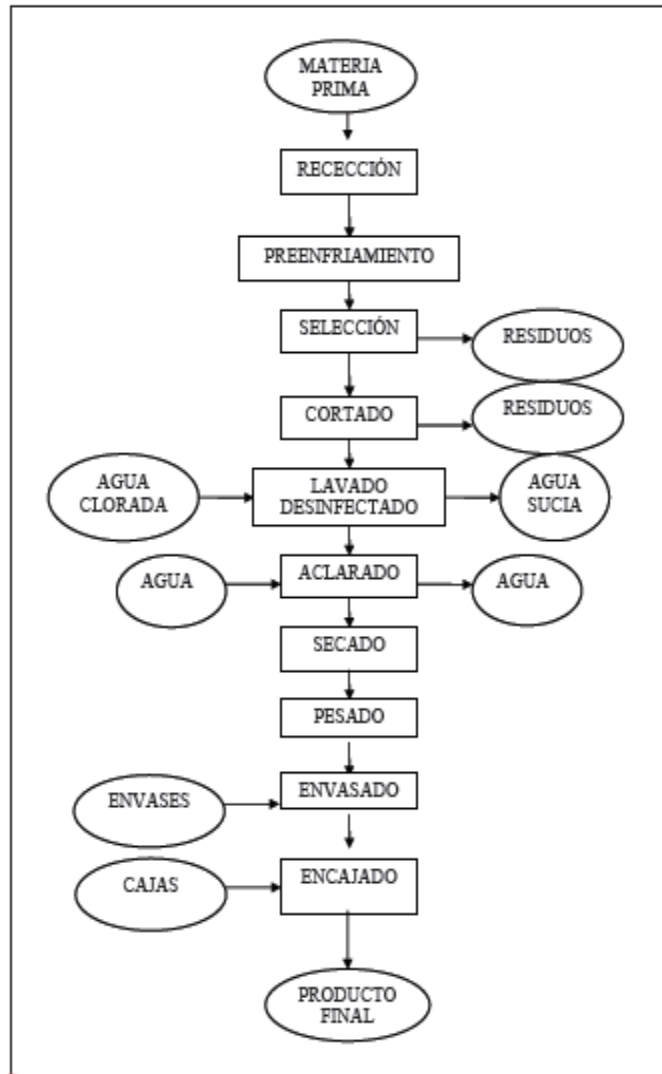 MATERIA
PRIMA
RECECCIÓN
PREENFRIAMIENTO
SELECCIÓN
RESIDUOS
CORTADO
RESIDUOS
AGUA
CLORADA
LAVADO
DESINFECTADO
AGUA
SUCIA
AGUA
ACLARADO
AGUA
SECADO
PESADO
ENVASES
ENVASADO
CAJAS
ENCAJADO
PRODUCTO
FINAL